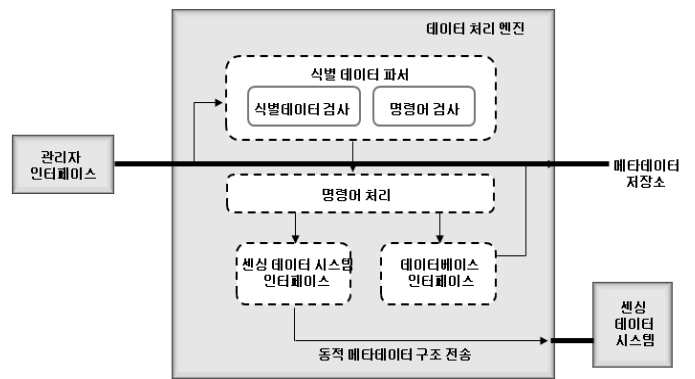 데이터 처리 엔진
식별 데이터 파서
식별데이터 검사
명령어 검사
관리자
인터페이스
메타데이터
저장소
명령어 처리
센싱 데이터 시스템
인터페이스
데이터베이스
인터페이스
센싱
데이터
시스템
동적 메타데이터 구조 전송